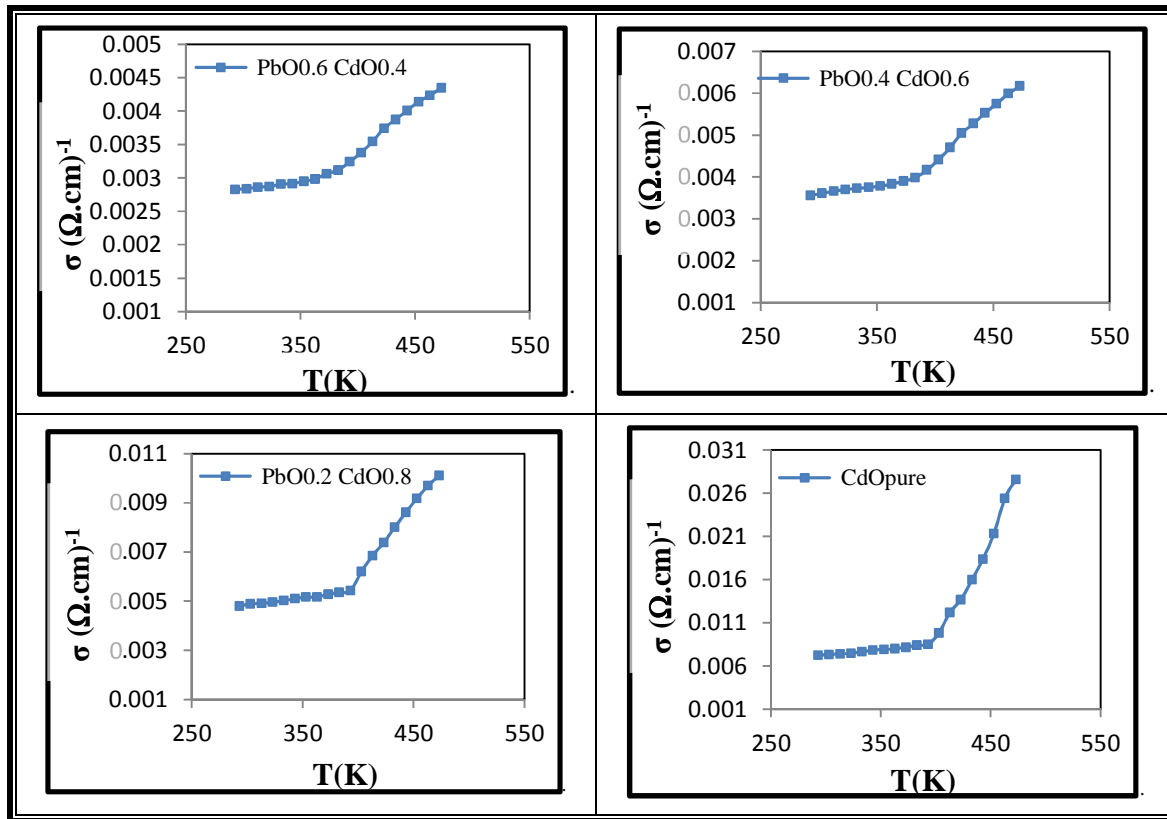 PbO0.6 CdO0.4
0.005
0.0045
0.004
0.0035
0.003
0.0025
0.002
0.0015
0.001
σ (Ω.cm)-1
250 350 450 550
T(K)
PbO0.4 CdO0.6
0.007
0.006
0.005
0.004
0.003
0.002
0.001
σ (Ω.cm)-1
250 350 450 550
T(K)
PbO0.2 CdO0.8
0.011
0.009
0.007
0.005
0.003
0.001
σ (Ω.cm)-1
250 350 450 550
T(K)
CdOpure
0.031
0.026
0.021
0.016
0.011
0.006
0.001
σ (Ω.cm)-1
250 350 450 550
T(K)